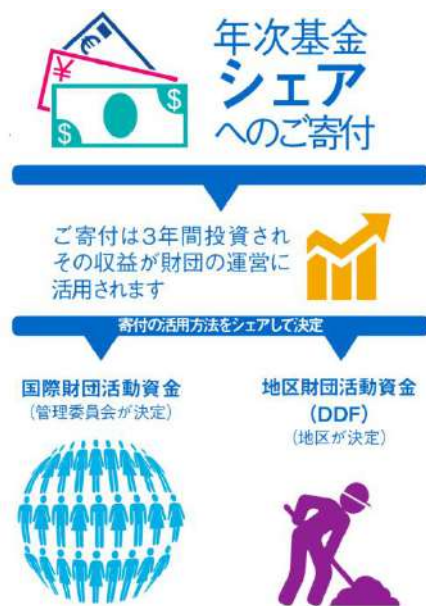 €
¥
$
$
年次基金
シェア
へのご寄付
ご寄付は3年間投資され
その収益が財団の運営に
活用されます
寄付の活用方法をシェアして決定
国際財団活動資金
(管理委員会が決定)
地区財団活動資金
(DDF)
(地区が決定)